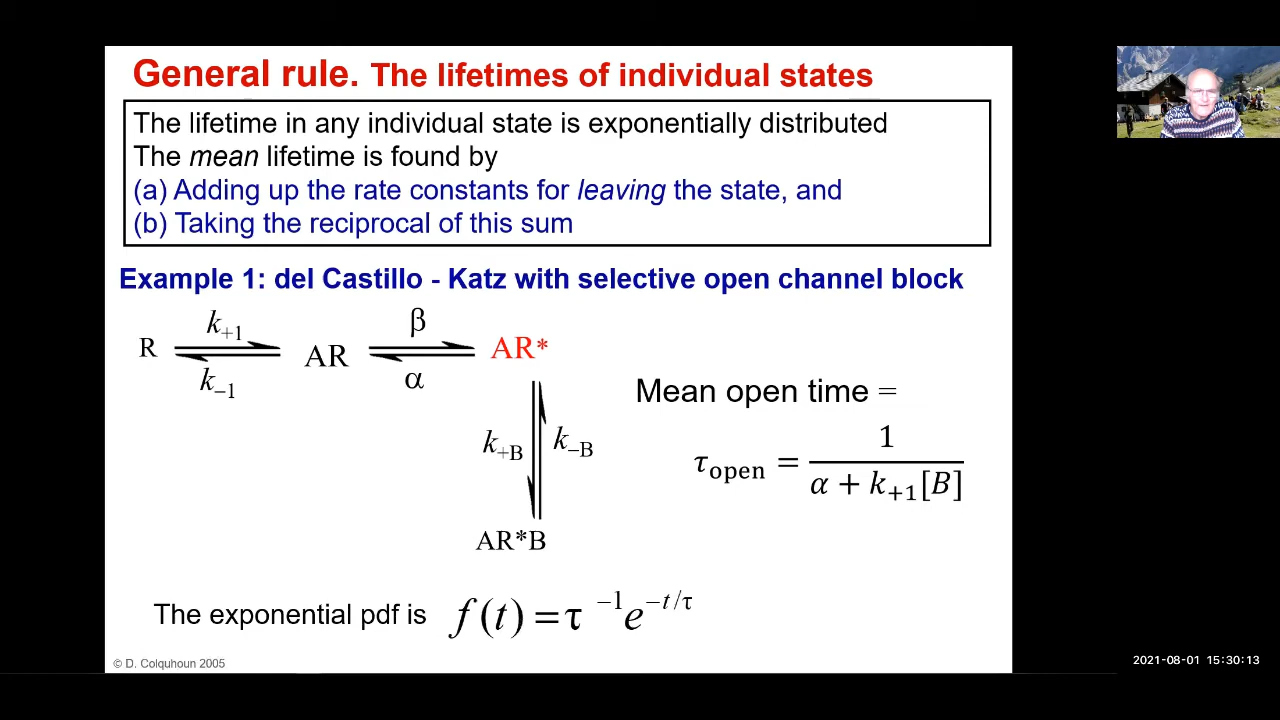 General rule. The lifetimes of individual states
The lifetime in any individual state is exponentially distributed
The mean lifetime is found by
(a) Adding up the rate constants for leaving the state, and
(b) Taking the reciprocal of this sum
Example 1: del Castillo - Katz with selective open channel block
k+1
β
R
AR
AR*
k−1
α
Mean open time =
k+B
k−B
τopen = 1 / α + k+1[B]
AR*B
The exponential pdf is f(t) = τ −1e−t/τ
© D. Colquhoun 2005
2021-08-01 15:30:13